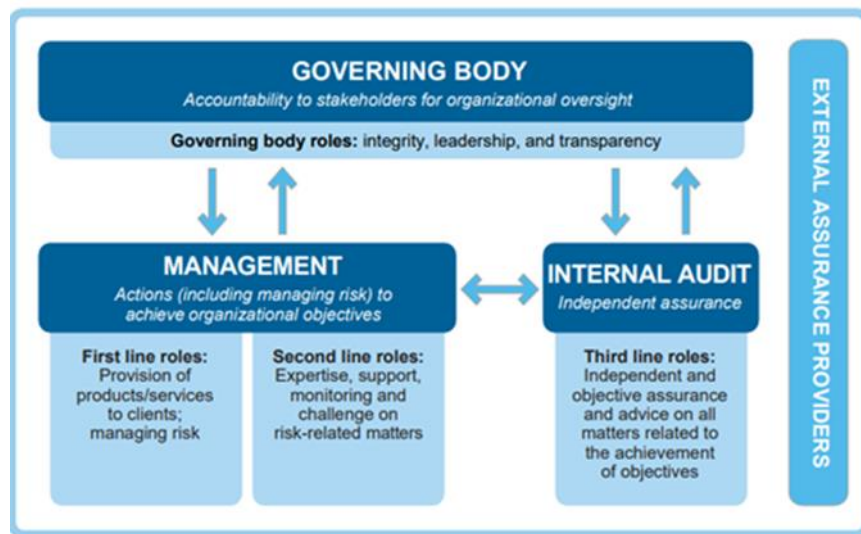 GOVERNING BODY
Accountability to stakeholders for organizational oversight
Governing body roles: integrity, leadership, and transparency
MANAGEMENT
Actions (including managing risk) to
achieve organizational objectives
First line roles:
Provision of
products/services
to clients;
managing risk
Second line roles:
Expertise, support,
monitoring and
challenge on
risk-related matters
INTERNAL AUDIT
Independent assurance
Third line roles:
Independent and
objective assurance
and advice on all
matters related to
the achievement
of objectives
EXTERNAL ASSURANCE PROVIDERS